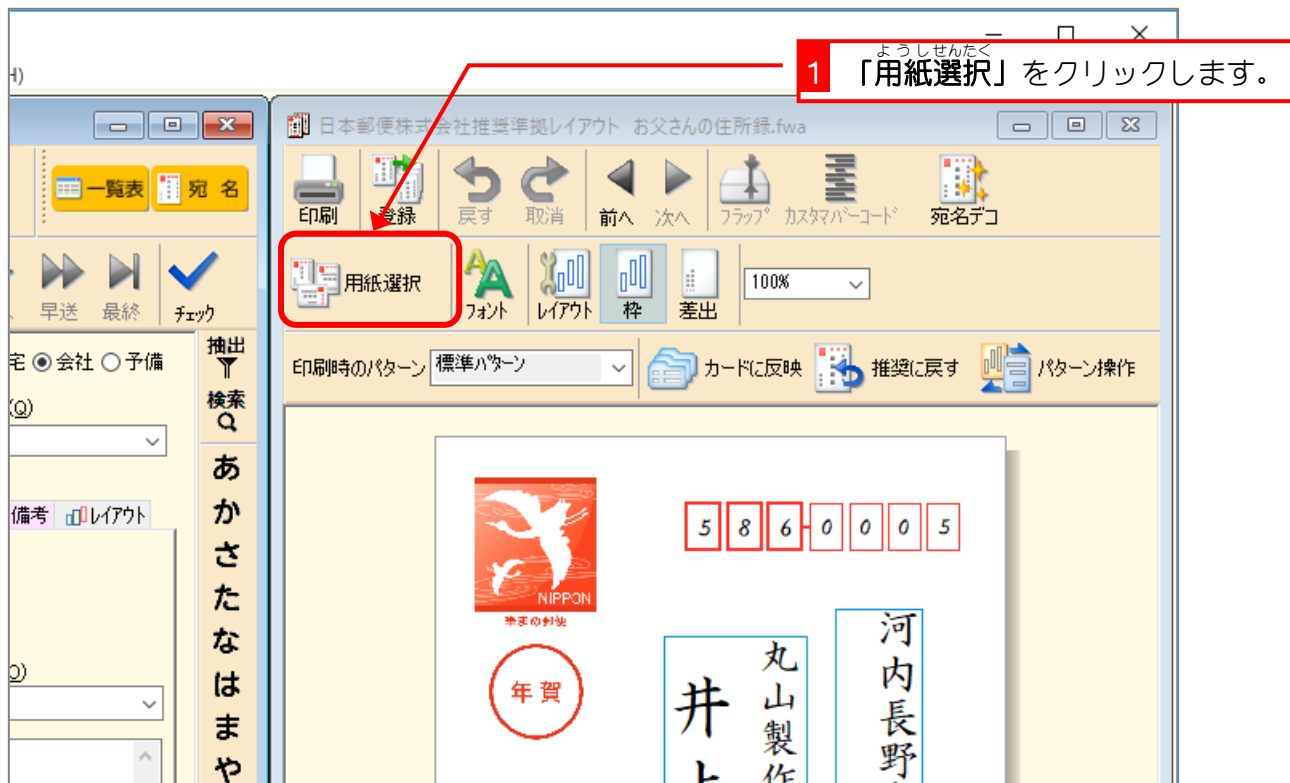 H)
ようしせんたく
1 「用紙選択」をクリックします。
日本郵便株式会社推奨準拠レイアウト お父さんの住所録.fwa
一覧表 宛名
印刷 登録 戻す 取消 前へ 次へ フラップ カスタマバーコード 宛名デコ
早送 最終 チェック
用紙選択 フォント レイアウト 枠 差出 100%
宅 会社 予備
抽出
検索
(Q)
印刷時のパターン 標準パターン カードに反映 推奨に戻す パターン操作
備考 レイアウト
O)
あ
か
さ
た
な
は
ま
や
586-0005
NIPPON
年賀
河内長野
丸山製作
井上